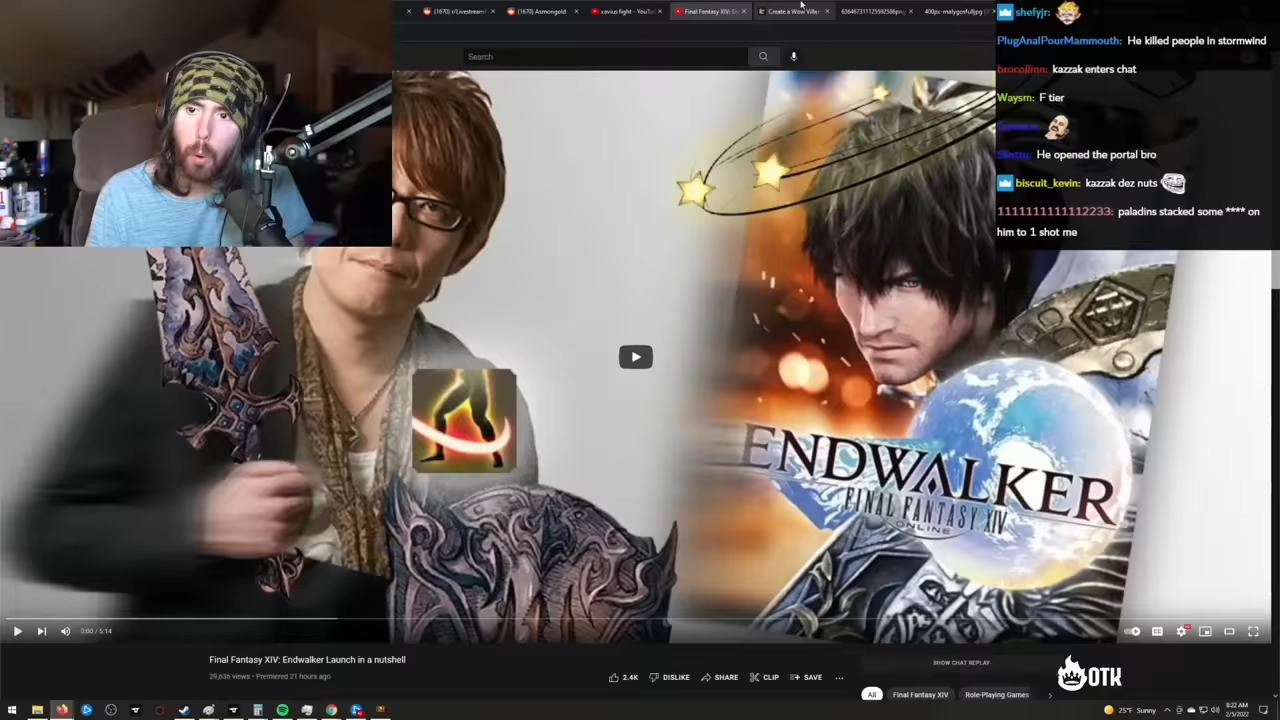 (1670) r/Livestream
(1670) Asmongold
xavius fight - YouTu
Final Fantasy XIV: E
Create a Wow Villa
636467311125592586png
400px-malygosfulljpg
Search
shefyjr:
PlugAnalPourMammouth: He killed people in stormwind
brocollinn: kazzak enters chat
Waysm: F tier
He opened the portal bro
biscuit_kevin: kazzak dez nuts
1111111111112233: paladins stacked some **** on
him to 1 shot me
ENDWALKER
FINAL FANTASY XIV
ONLINE
0:00 / 5:14
Final Fantasy XIV: Endwalker Launch in a nutshell
29,636 views • Premiered 21 hours ago
2.4K
DISLIKE
SHARE
CLIP
SAVE
SHOW CHAT REPLAY
All
Final Fantasy XIV
Role-Playing Games
OTK
25°F Sunny
8:22 AM
2/5/2022